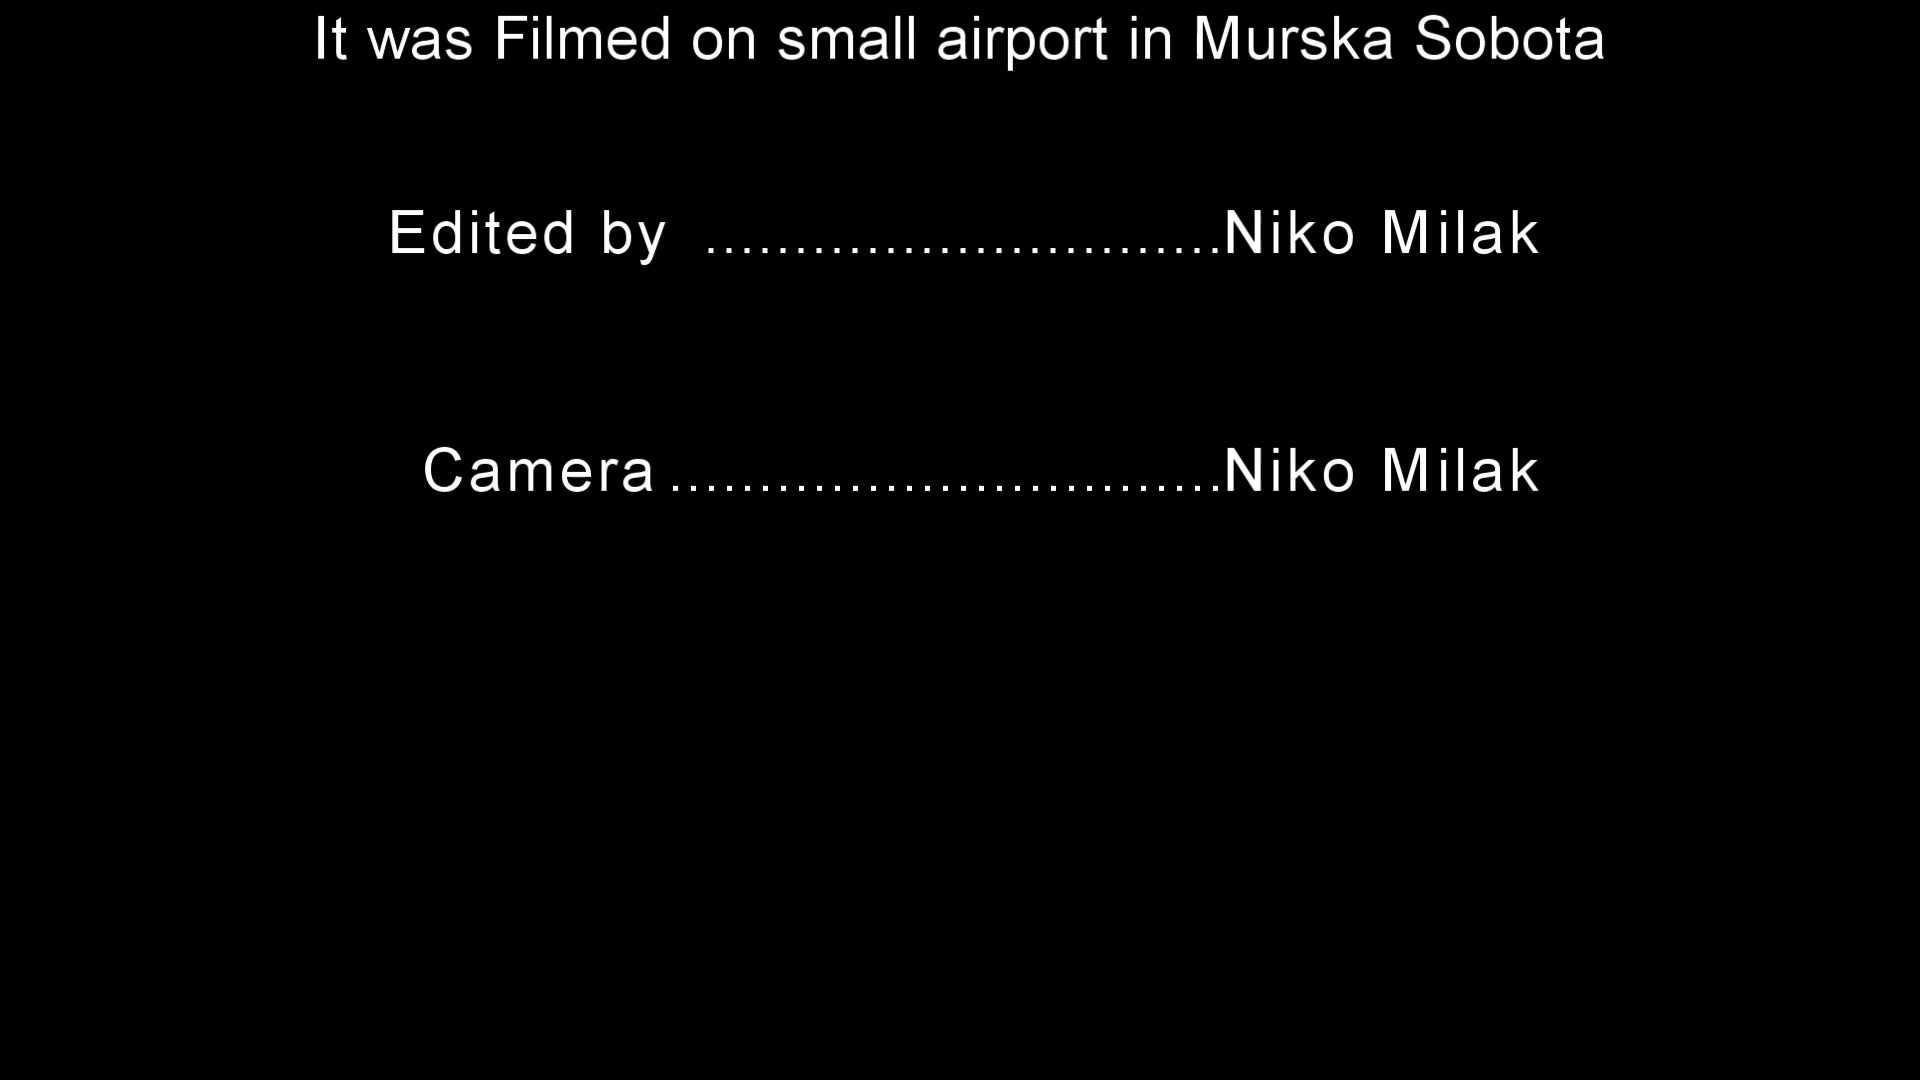 It was Filmed on small airport in Murska Sobota
Edited by .............................Niko Milak
Camera ...............................Niko Milak